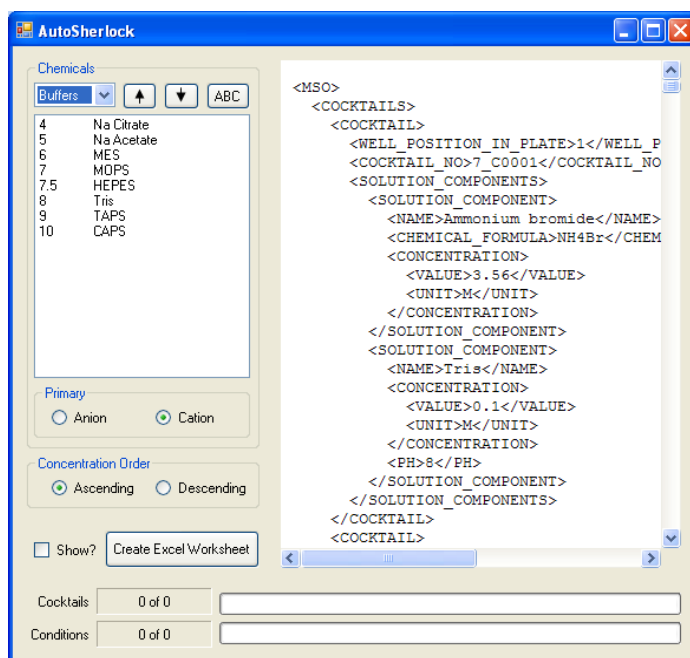 AutoSherlock
Chemicals
Buffers ABC
4 Na Citrate
5 Na Acetate
6 MES
7 MOPS
7.5 HEPES
8 Tris
9 TAPS
10 CAPS
Primary
Anion Cation
Concentration Order
Ascending Descending
Show? Create Excel Worksheet
<MSO>
<COCKTAILS>
<COCKTAIL>
<WELL_POSITION_IN_PLATE>1</WELL_P
<COCKTAIL_NO>7_C0001</COCKTAIL_NO
<SOLUTION_COMPONENTS>
<SOLUTION_COMPONENT>
<NAME>Ammonium bromide</NAME>
<CHEMICAL_FORMULA>NH4Br</CHEM
<CONCENTRATION>
<VALUE>3.56</VALUE>
<UNIT>M</UNIT>
</CONCENTRATION>
</SOLUTION_COMPONENT>
<SOLUTION_COMPONENT>
<NAME>Tris</NAME>
<CONCENTRATION>
<VALUE>0.1</VALUE>
<UNIT>M</UNIT>
</CONCENTRATION>
<PH>8</PH>
</SOLUTION_COMPONENT>
</SOLUTION_COMPONENTS>
</COCKTAIL>
<COCKTAIL>
Cocktails 0 of 0
Conditions 0 of 0